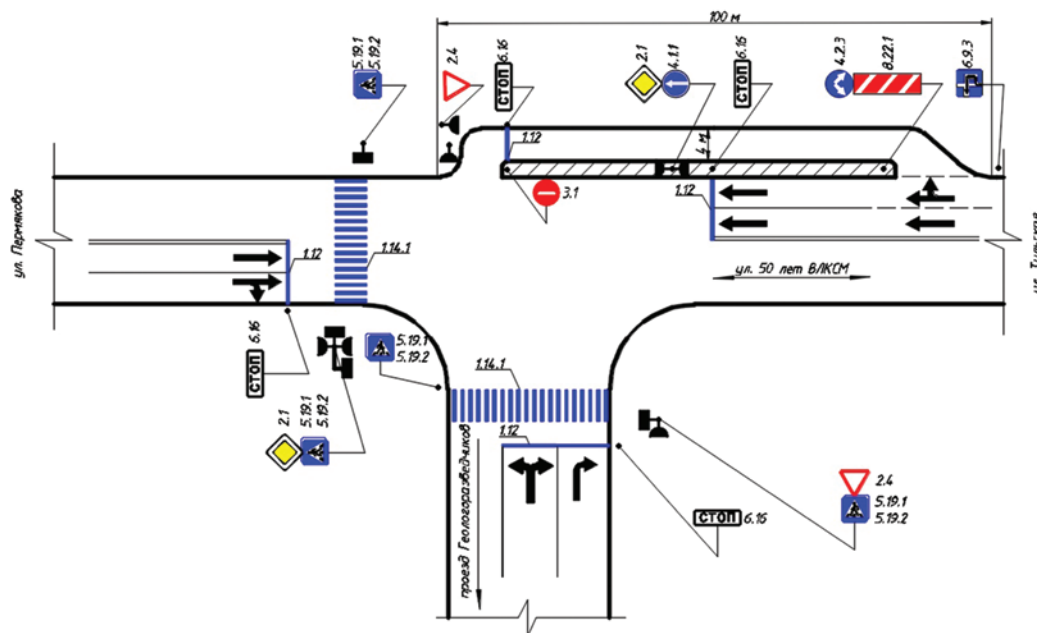 100 м
5.19.1
5.19.2
2.4
6.16
СТОП
2.1
4.1.1
6.16
СТОП
4.2.3
8.22.1
6.9.3
1.12
4 м
3.1
1.12
ул. Пермякова
1.12
1.14.1
ул. 50 лет ВЛКСМ
6.16
СТОП
5.19.1
5.19.2
1.14.1
2.1
5.19.1
5.19.2
1.12
проезд Геологоразведчиков
СТОП 6.16
2.4
5.19.1
5.19.2